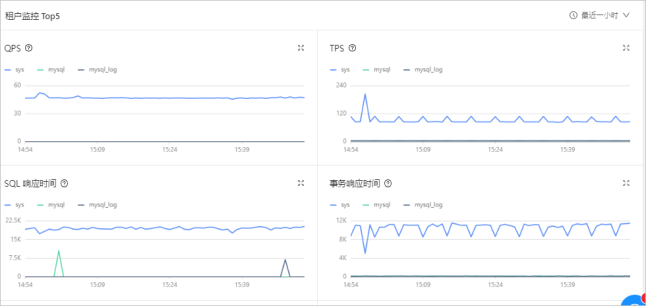 租户监控 Top5
最近一小时
QPS
sys mysql mysql_log
60
30
0
14:54 15:09 15:24 15:39
TPS
sys mysql mysql_log
240
120
0
14:54 15:09 15:24 15:39
SQL 响应时间
sys mysql mysql_log
22.5K
15K
7.5K
0
14:54 15:09 15:24 15:39
事务响应时间
sys mysql mysql_log
12K
8K
4K
0
14:54 15:09 15:24 15:39